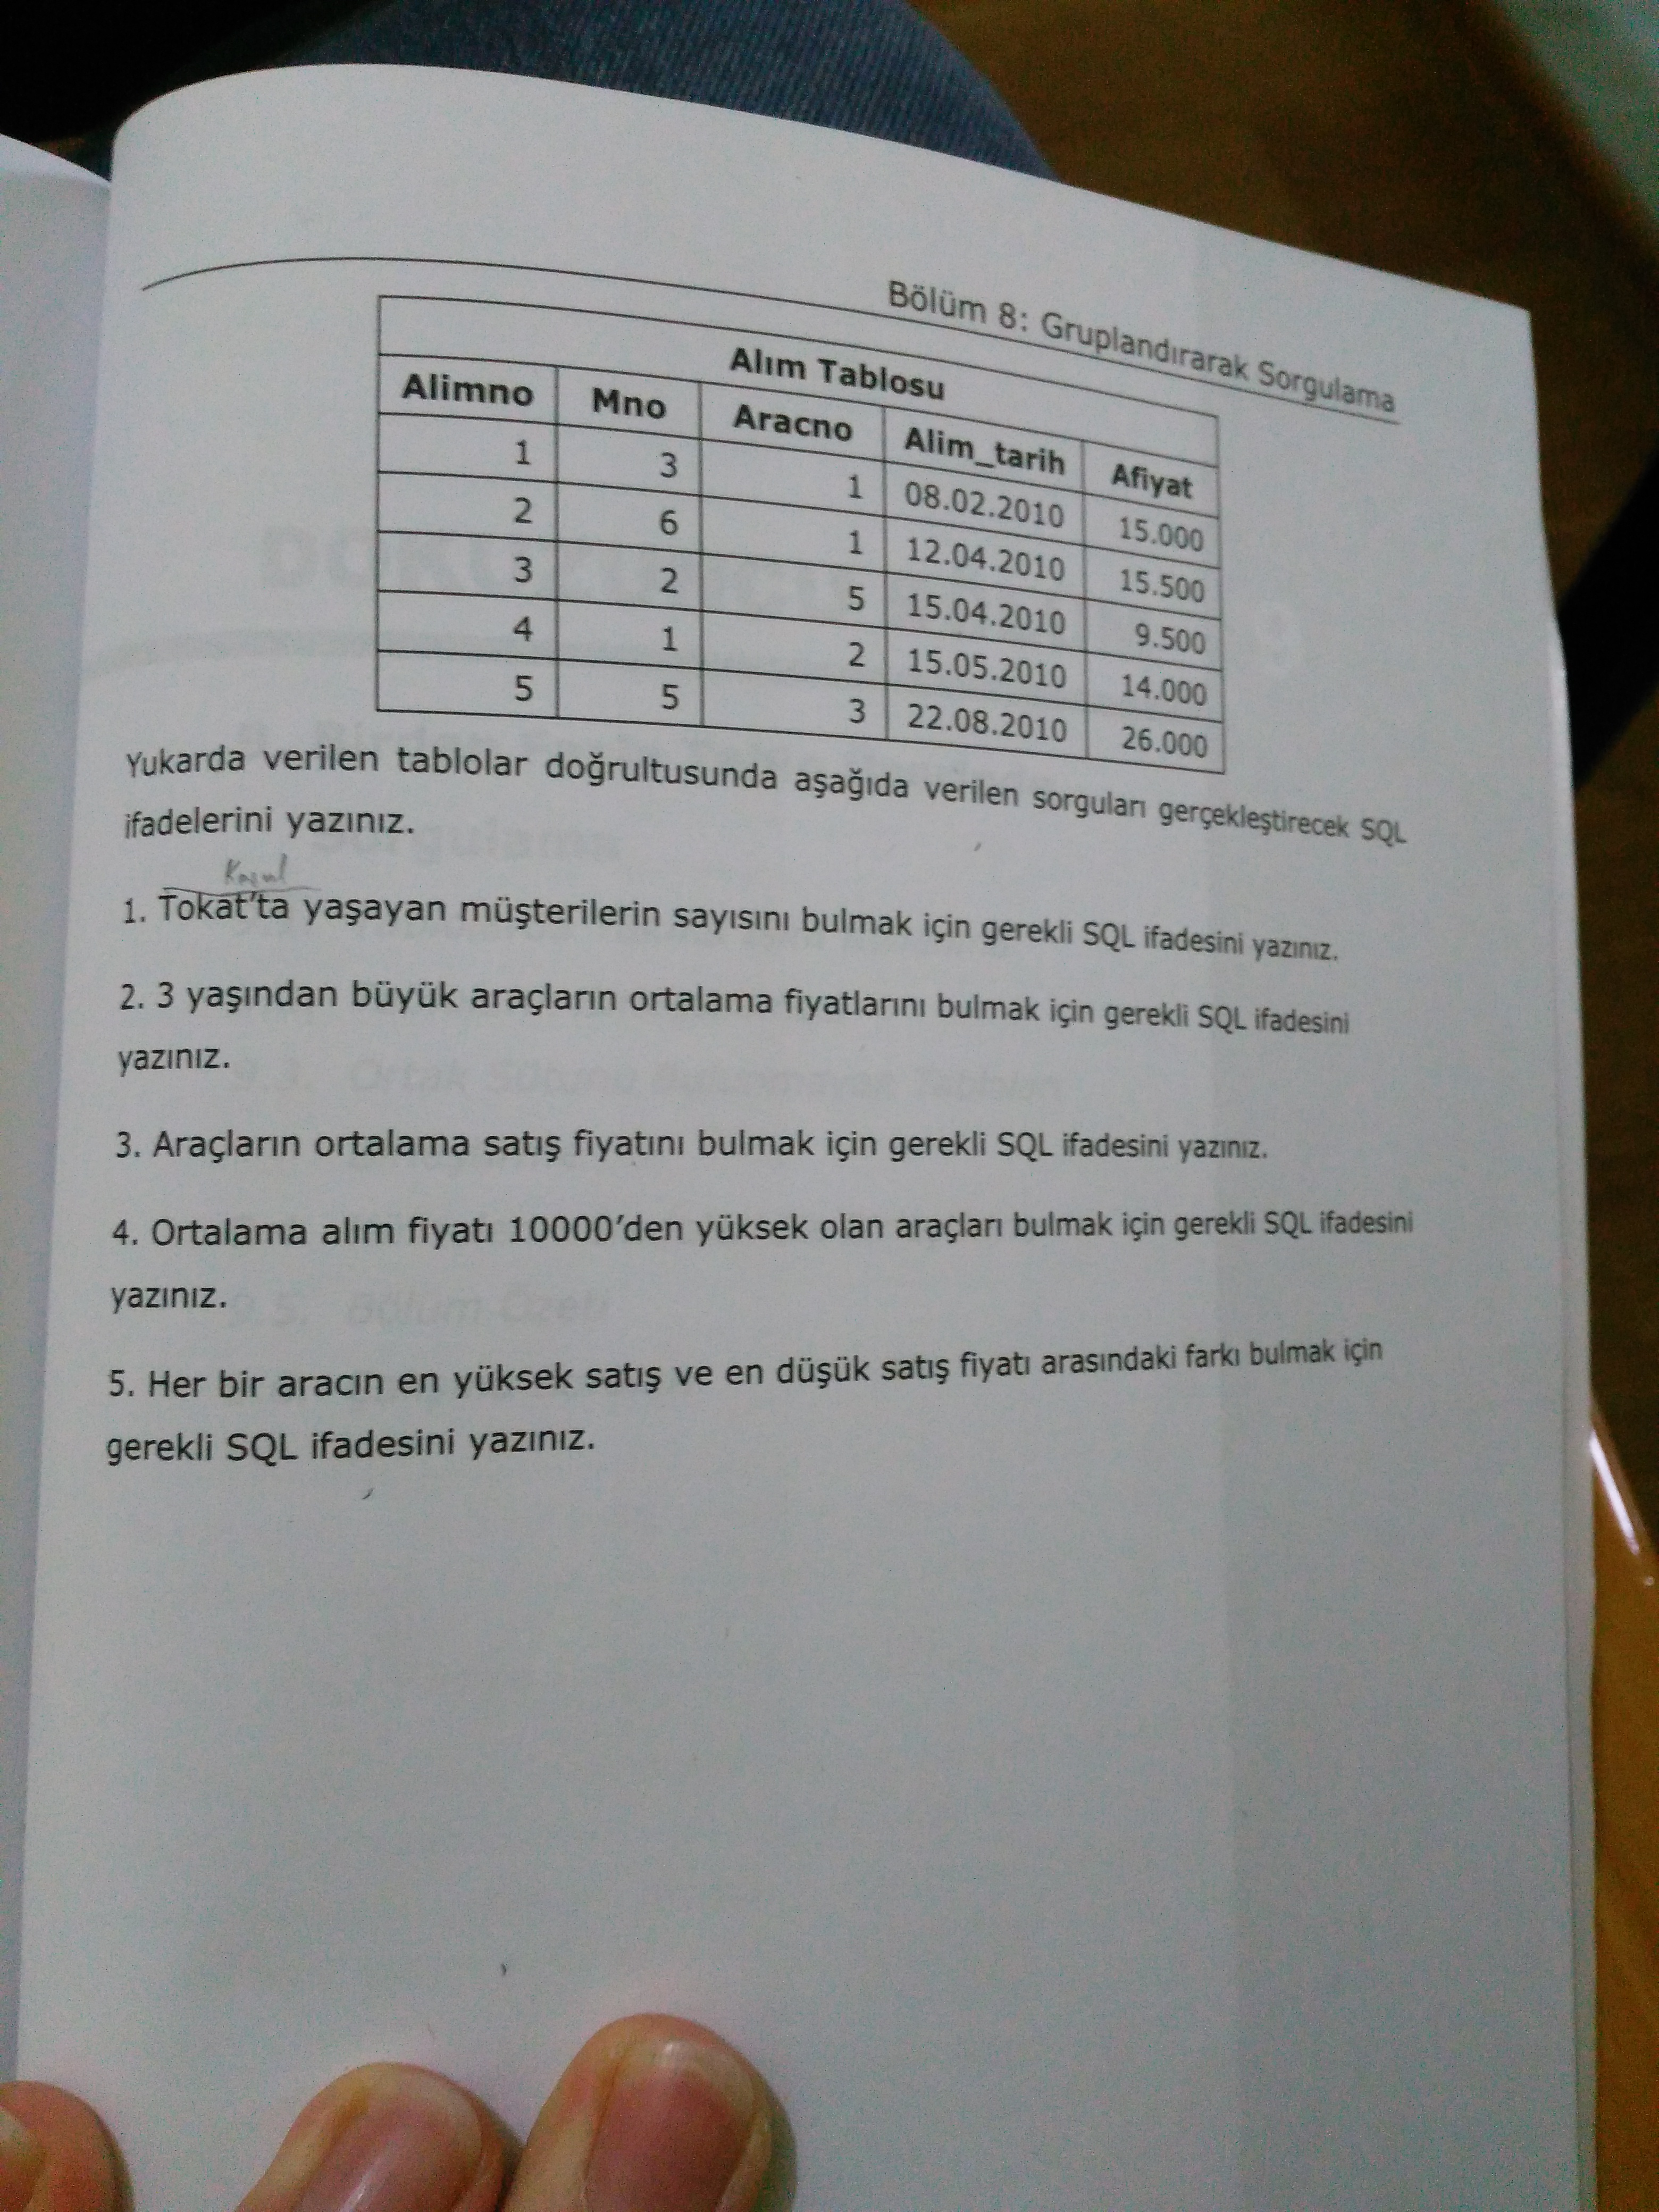 Bölüm 8: Gruplandırarak Sorgulama
Alım Tablosu
Alimno Mno Aracno Alim_tarih Afiyat
1 3 1 08.02.2010 15.000
2 6 1 12.04.2010 15.500
3 2 5 15.04.2010 9.500
4 1 2 15.05.2010 14.000
5 5 3 22.08.2010 26.000
Yukarda verilen tablolar doğrultusunda aşağıda verilen sorguları gerçekleştirecek SQL
ifadelerini yazınız.
1. Tokat'ta yaşayan müşterilerin sayısını bulmak için gerekli SQL ifadesini yazınız.
2. 3 yaşından büyük araçların ortalama fiyatlarını bulmak için gerekli SQL ifadesini
yazınız.
3. Araçların ortalama satış fiyatını bulmak için gerekli SQL ifadesini yazınız.
4. Ortalama alım fiyatı 10000'den yüksek olan araçları bulmak için gerekli SQL ifadesini
yazınız.
5. Her bir aracın en yüksek satış ve en düşük satış fiyatı arasındaki farkı bulmak için
gerekli SQL ifadesini yazınız.